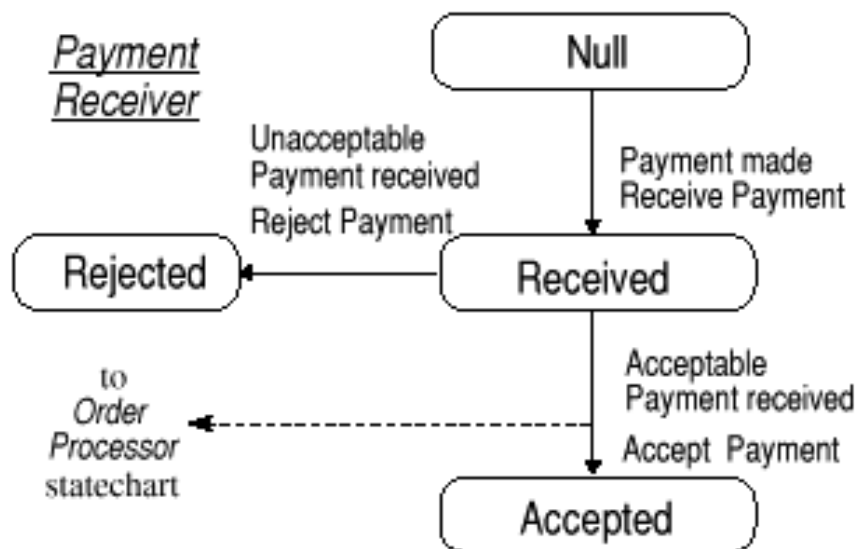 Payment
Receiver
Null
Unacceptable
Payment received
Reject Payment
Payment made
Receive Payment
Rejected
Received
to
Order
Processor
statechart
Acceptable
Payment received
Accept Payment
Accepted